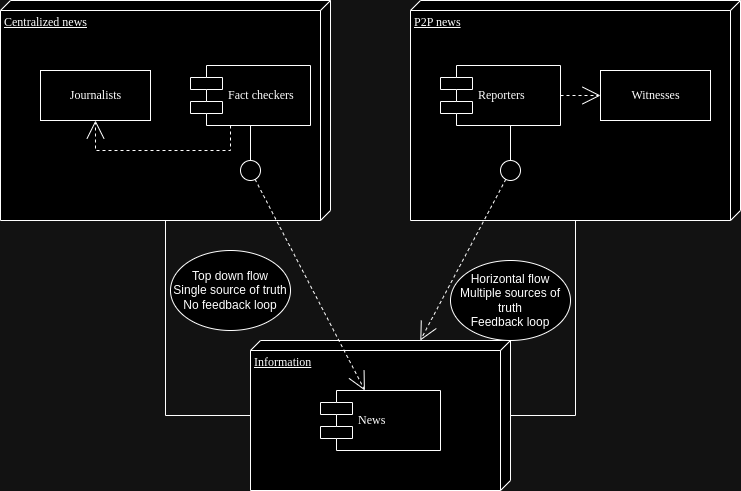 Centralized news
P2P news
Journalists
Fact checkers
Reporters
Witnesses
Top down flow
Single source of truth
No feedback loop
Horizontal flow
Multiple sources of
truth
Feedback loop
Information
News